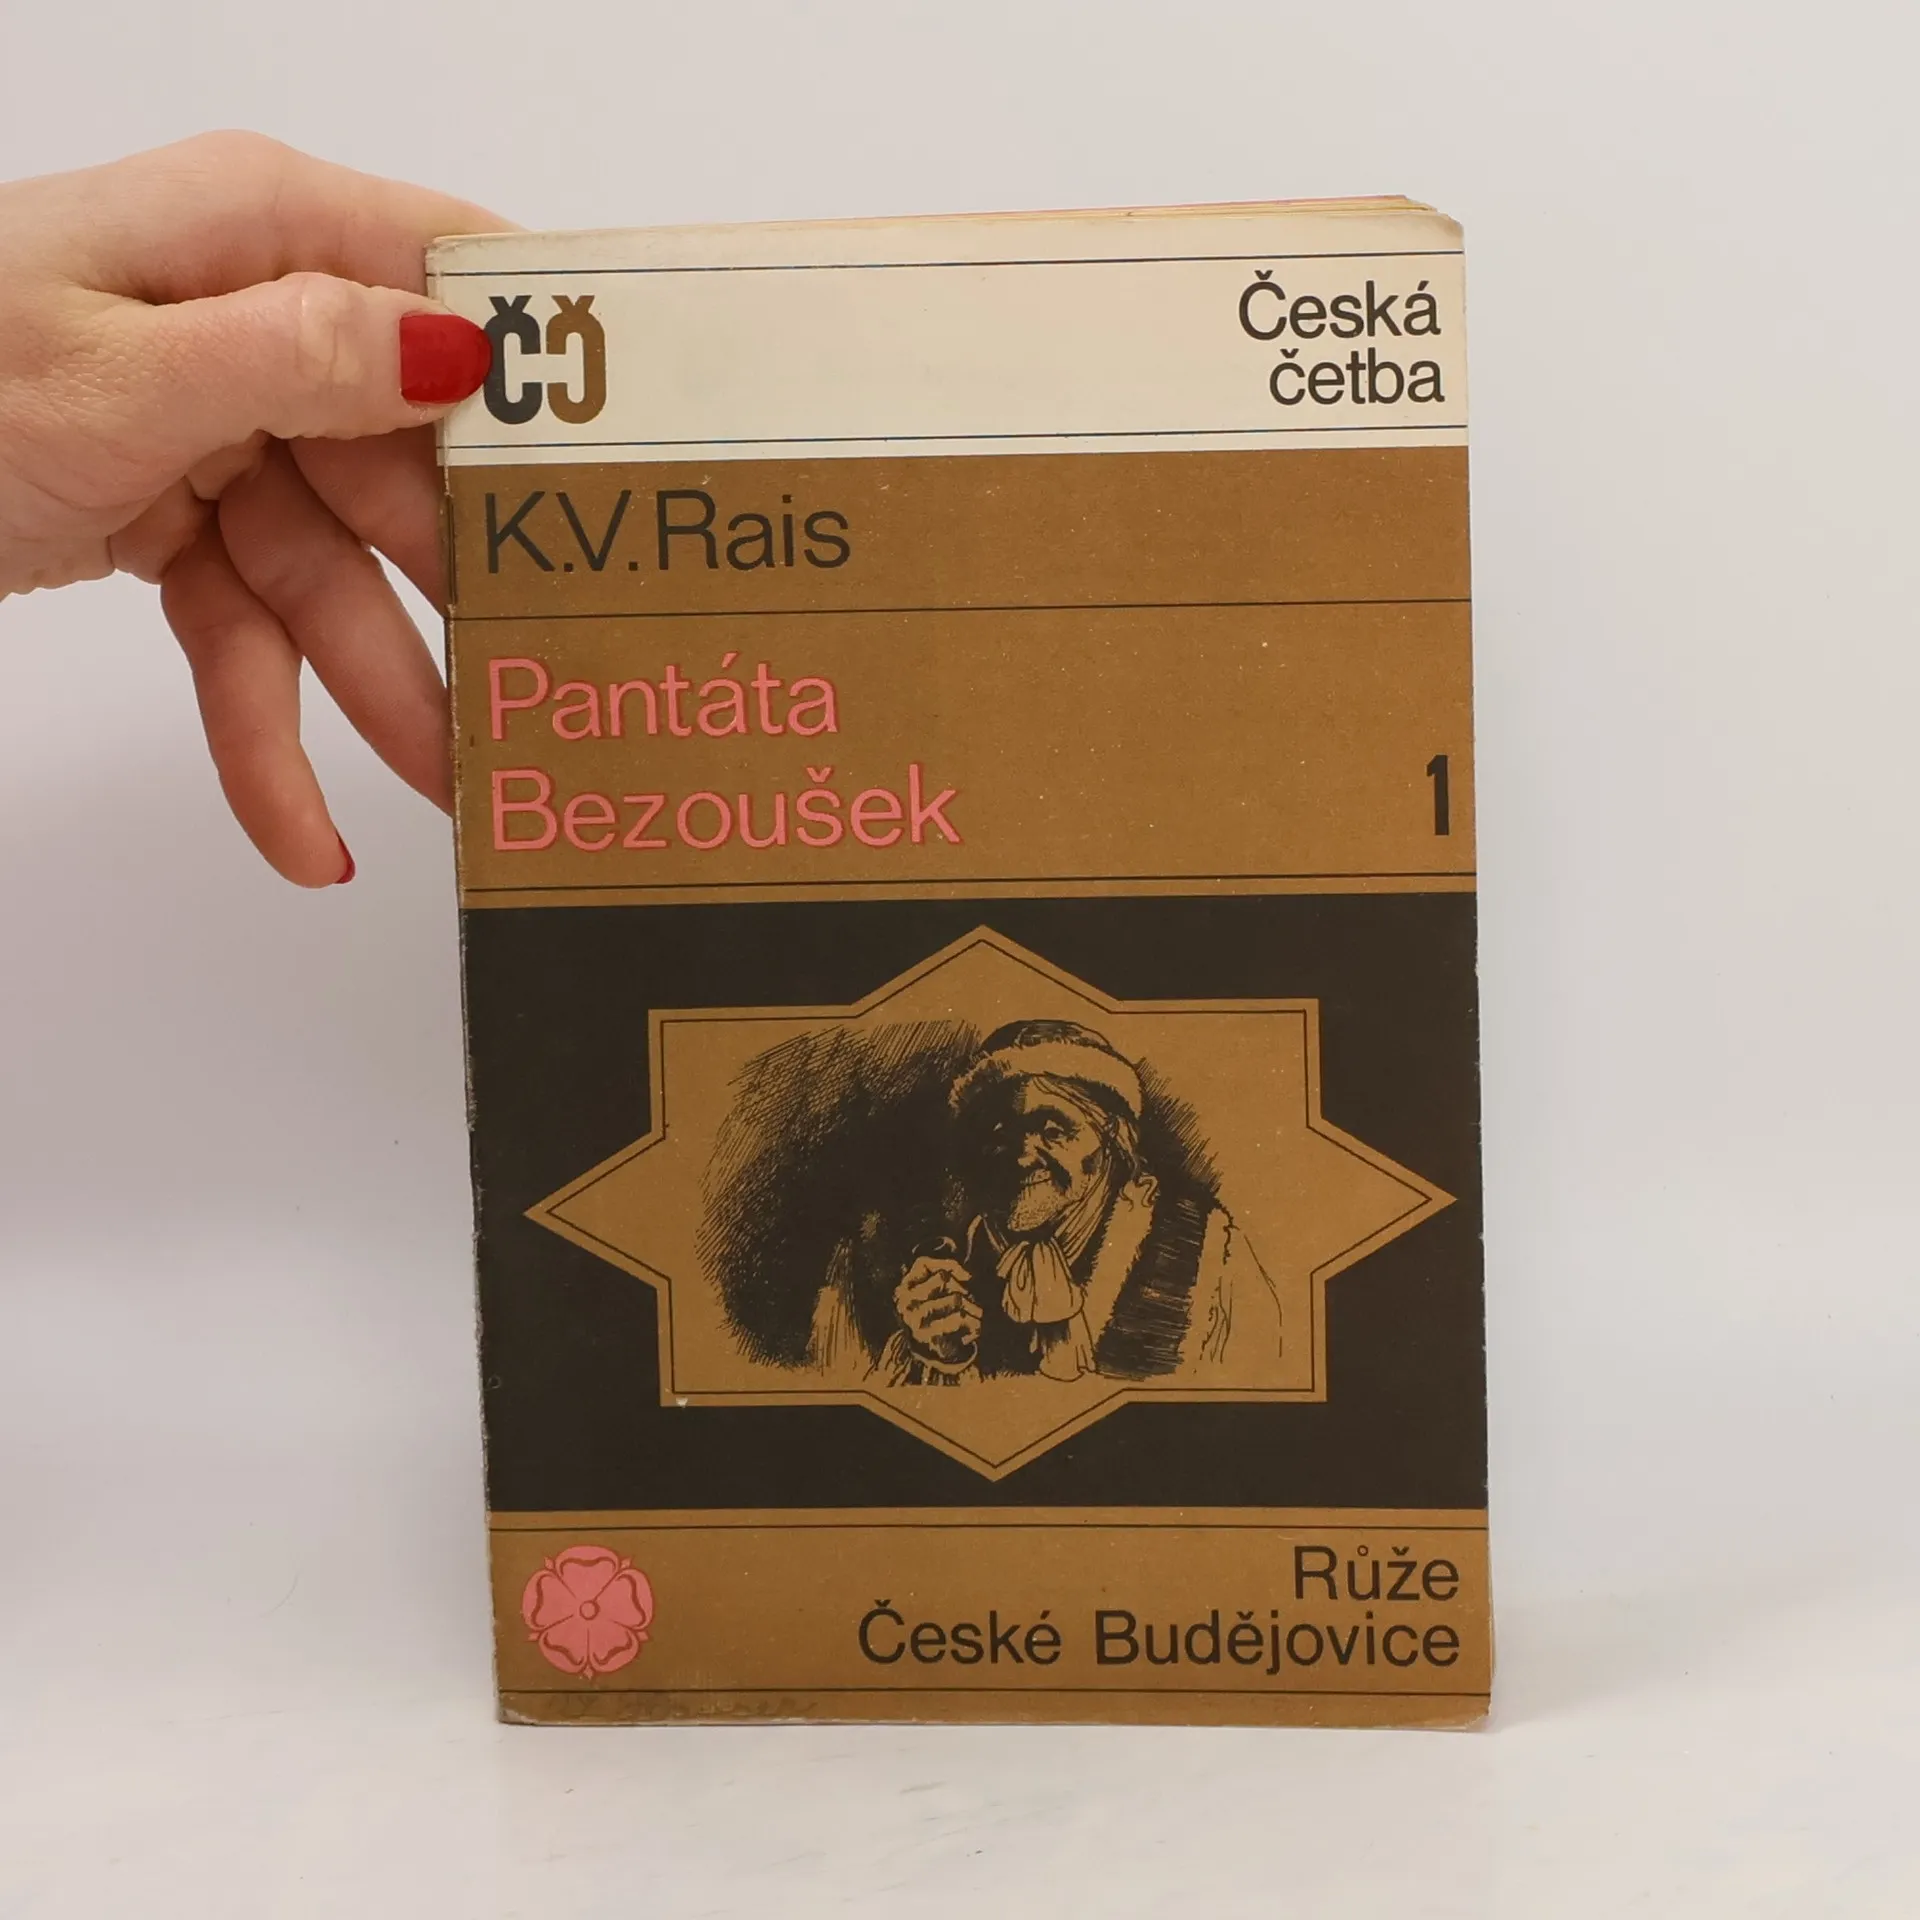 ČČ
Česká
četba
K.V. Rais
Pantáta
Bezoušek
1
Růže
České Budějovice